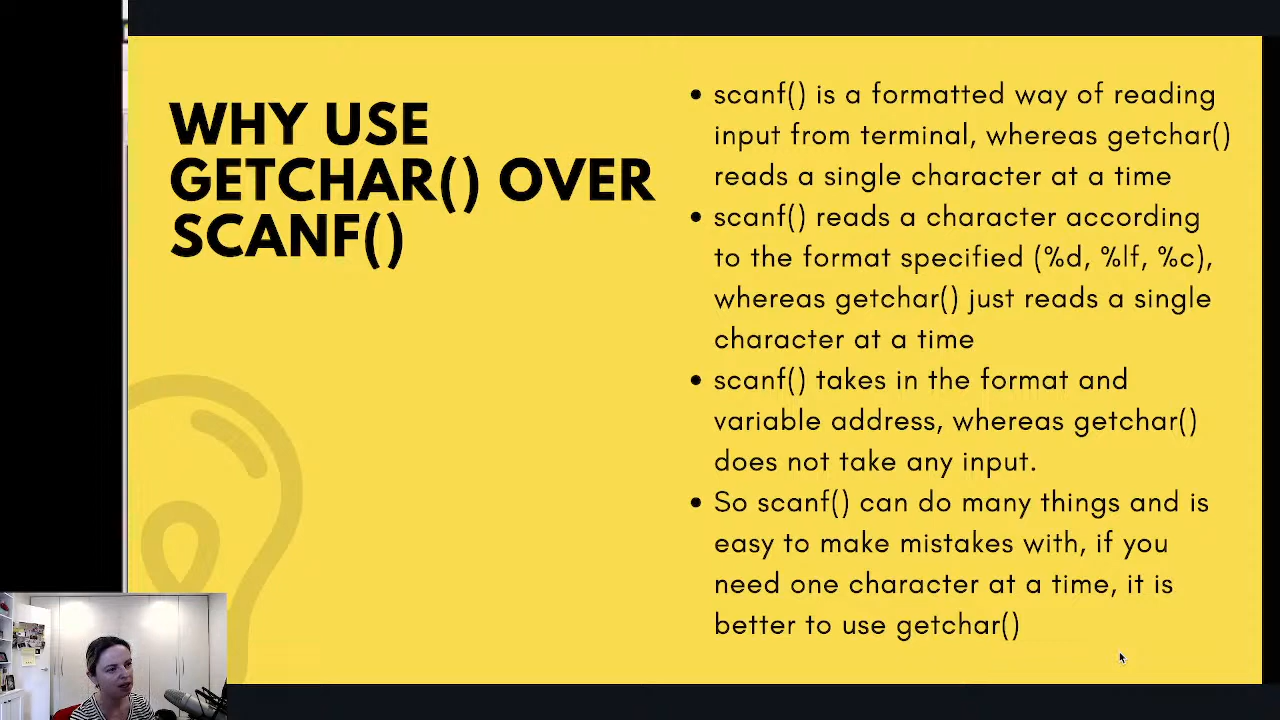 WHY USE
GETCHAR() OVER
SCANF()
• scanf() is a formatted way of reading
input from terminal, whereas getchar()
reads a single character at a time
• scanf() reads a character according
to the format specified (%d, %lf, %c),
whereas getchar() just reads a single
character at a time
• scanf() takes in the format and
variable address, whereas getchar()
does not take any input.
• So scanf() can do many things and is
easy to make mistakes with, if you
need one character at a time, it is
better to use getchar()